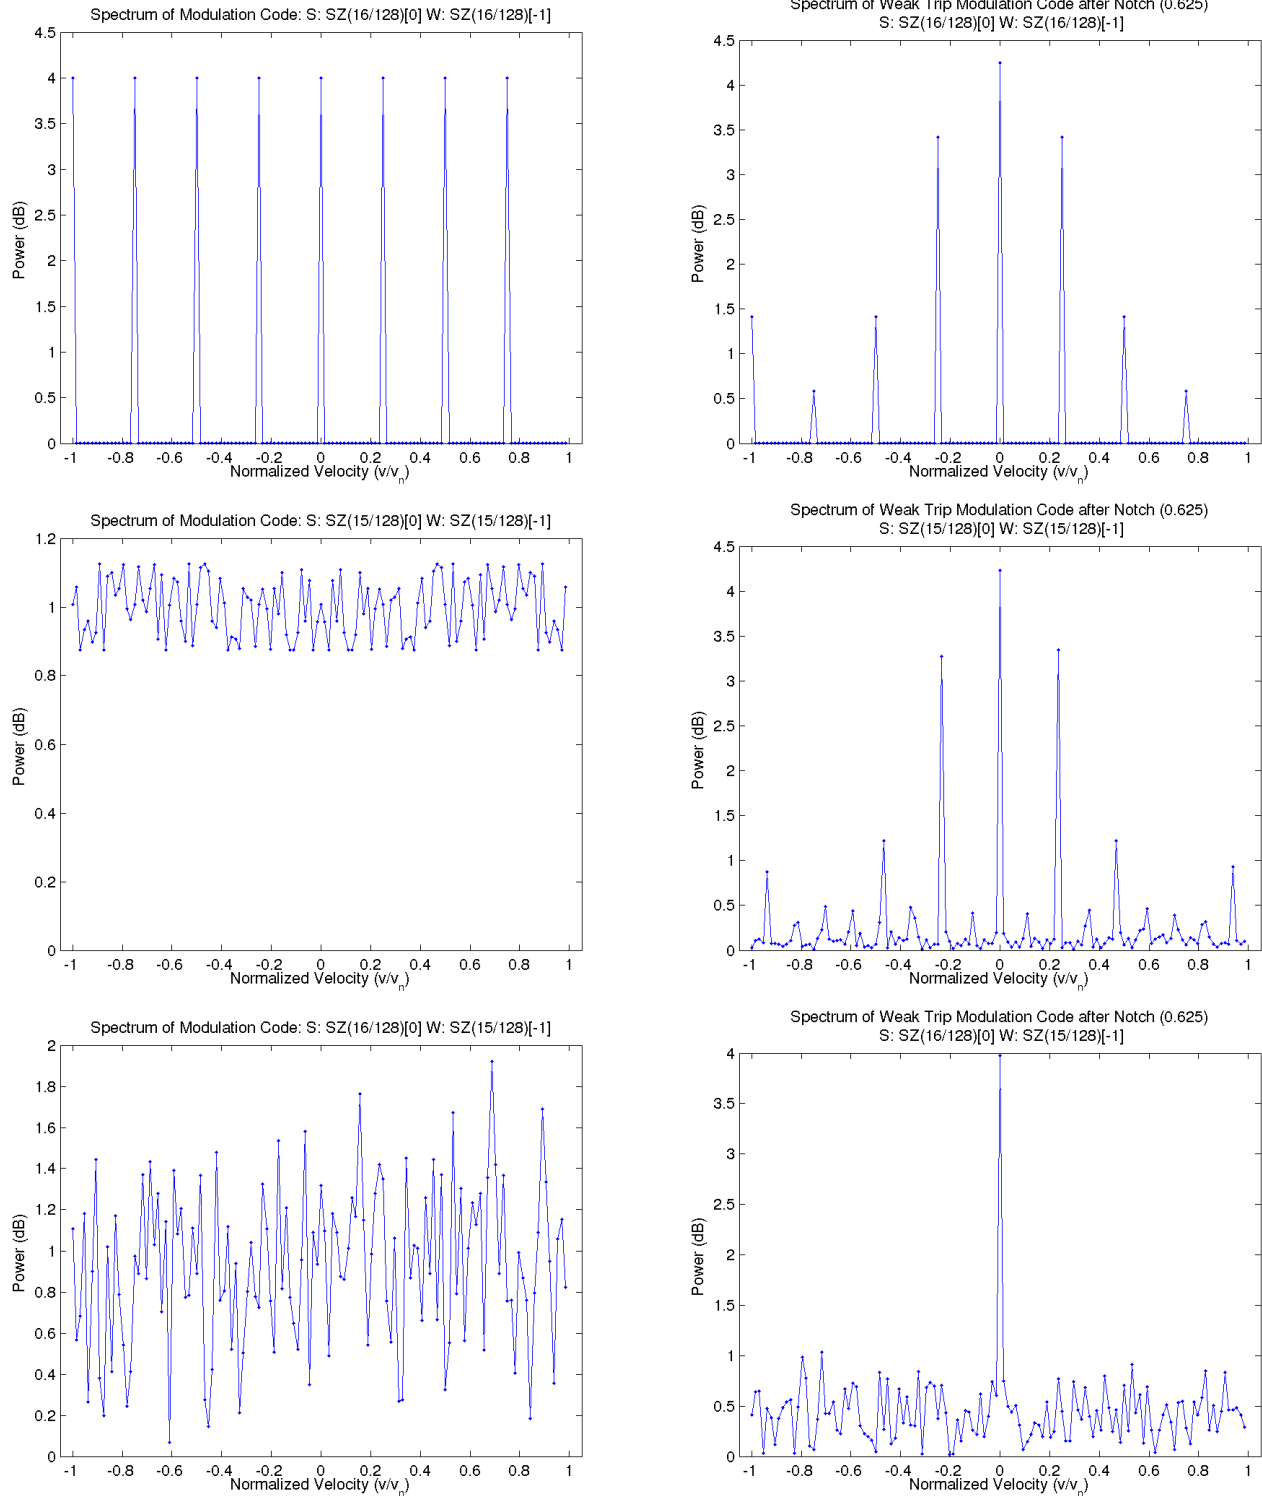 Spectrum of Modulation Code: S: SZ(16/128)[0] W: SZ(16/128)[-1]
4.5
4
3.5
3
2.5
2
1.5
1
0.5
0
Power (dB)
-1 -0.8 -0.6 -0.4 -0.2 0 0.2 0.4 0.6 0.8 1
Normalized Velocity (v/vn)
Spectrum of Weak Trip Modulation Code after Notch (0.625)
S: SZ(16/128)[0] W: SZ(16/128)[-1]
4.5
4
3.5
3
2.5
2
1.5
1
0.5
0
Power (dB)
-1 -0.8 -0.6 -0.4 -0.2 0 0.2 0.4 0.6 0.8 1
Normalized Velocity (v/vn)
Spectrum of Modulation Code: S: SZ(15/128)[0] W: SZ(15/128)[-1]
1.2
1
0.8
0.6
0.4
0.2
0
Power (dB)
-1 -0.8 -0.6 -0.4 -0.2 0 0.2 0.4 0.6 0.8 1
Normalized Velocity (v/vn)
Spectrum of Weak Trip Modulation Code after Notch (0.625)
S: SZ(15/128)[0] W: SZ(15/128)[-1]
4.5
4
3.5
3
2.5
2
1.5
1
0.5
0
Power (dB)
-1 -0.8 -0.6 -0.4 -0.2 0 0.2 0.4 0.6 0.8 1
Normalized Velocity (v/vn)
Spectrum of Modulation Code: S: SZ(16/128)[0] W: SZ(15/128)[-1]
2
1.8
1.6
1.4
1.2
1
0.8
0.6
0.4
0.2
0
Power (dB)
-1 -0.8 -0.6 -0.4 -0.2 0 0.2 0.4 0.6 0.8 1
Normalized Velocity (v/vn)
Spectrum of Weak Trip Modulation Code after Notch (0.625)
S: SZ(16/128)[0] W: SZ(15/128)[-1]
4
3.5
3
2.5
2
1.5
1
0.5
0
Power (dB)
-1 -0.8 -0.6 -0.4 -0.2 0 0.2 0.4 0.6 0.8 1
Normalized Velocity (v/vn)